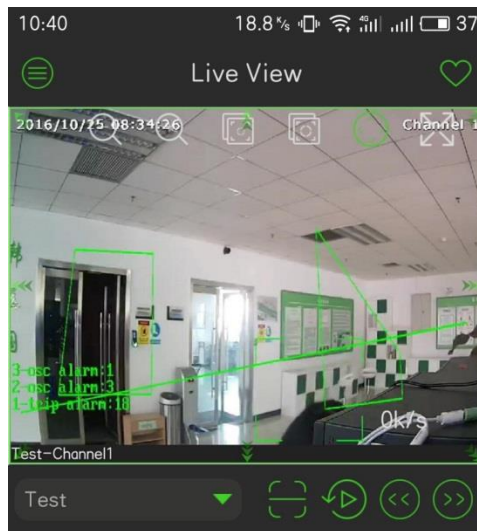 10:40 18.8 K/s 4G 37
Live View
2016/10/25 08:34:26 Channel 1
3-osc alarm:1
2-osc alarm:3
1-trip alarm:18
0k/s
Test-Channel1
Test